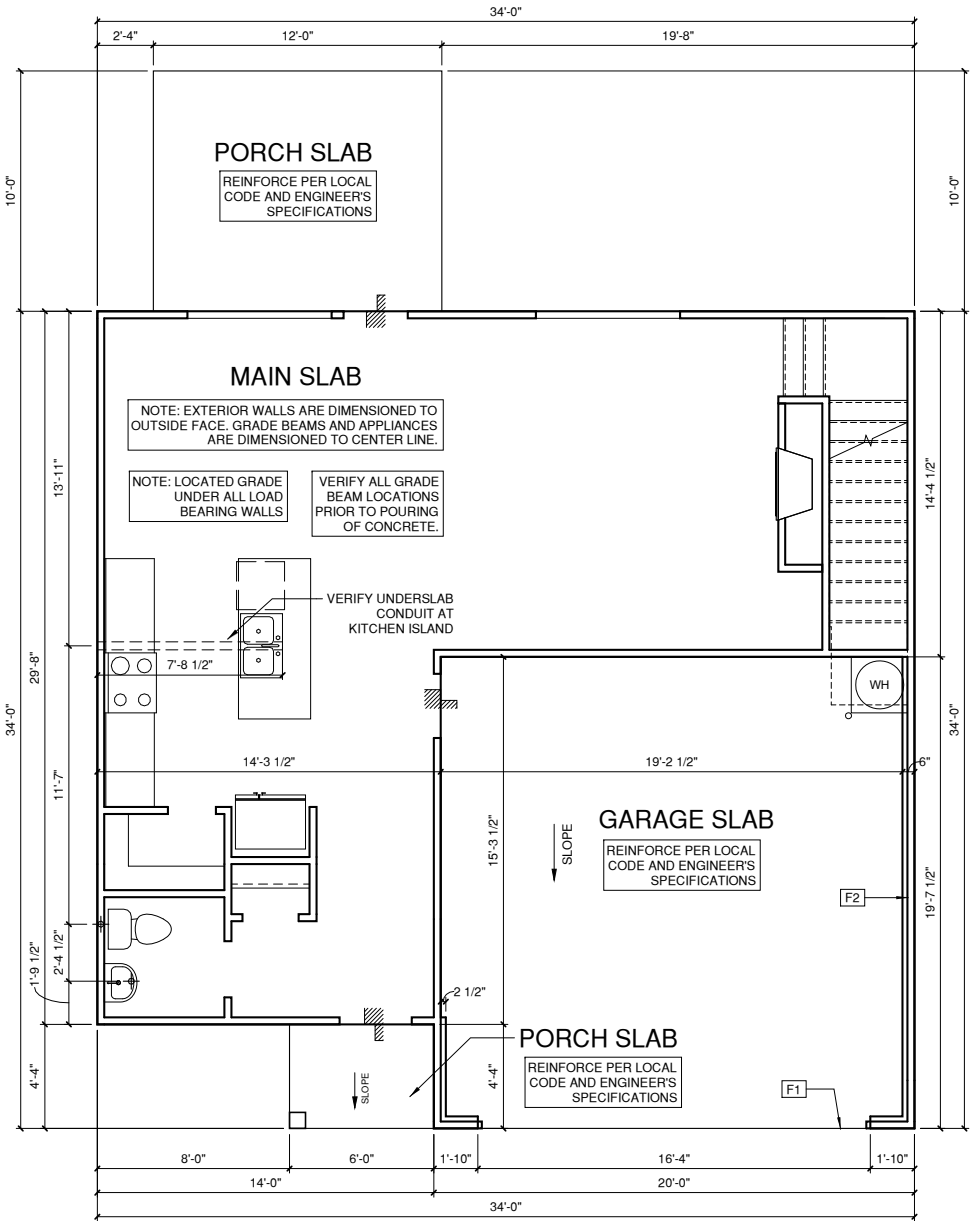 34'-0"
2'-4"
12'-0"
19'-8"
10'-0"
10'-0"
PORCH SLAB
REINFORCE PER LOCAL
CODE AND ENGINEER'S
SPECIFICATIONS
MAIN SLAB
NOTE: EXTERIOR WALLS ARE DIMENSIONED TO
OUTSIDE FACE. GRADE BEAMS AND APPLIANCES
ARE DIMENSIONED TO CENTER LINE.
NOTE: LOCATED GRADE
UNDER ALL LOAD
BEARING WALLS
VERIFY ALL GRADE
BEAM LOCATIONS
PRIOR TO POURING
OF CONCRETE.
13'-11"
14'-4 1/2"
VERIFY UNDERSLAB
CONDUIT AT
KITCHEN ISLAND
7'-8 1/2"
29'-8"
34'-0"
WH
34'-0"
14'-3 1/2"
19'-2 1/2"
6"
11'-7"
15'-3 1/2"
SLOPE
GARAGE SLAB
REINFORCE PER LOCAL
CODE AND ENGINEER'S
SPECIFICATIONS
F2
19'-7 1/2"
1'-9 1/2"
2'-4 1/2"
2 1/2"
PORCH SLAB
REINFORCE PER LOCAL
CODE AND ENGINEER'S
SPECIFICATIONS
4'-4"
SLOPE
4'-4"
F1
8'-0"
6'-0"
1'-10"
16'-4"
1'-10"
14'-0"
20'-0"
34'-0"